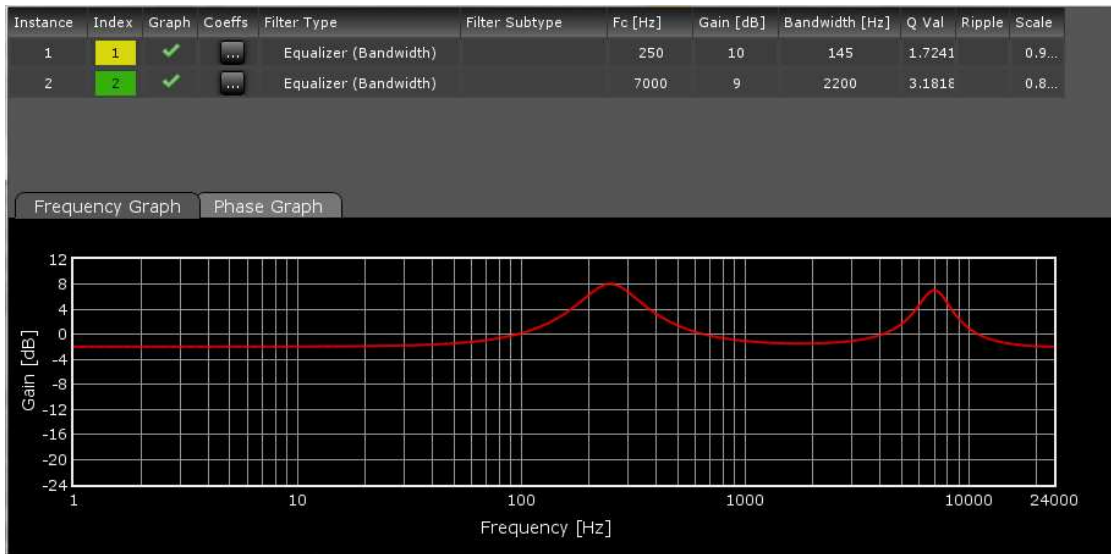 Instance Index Graph Coeffs Filter Type Filter Subtype Fc [Hz] Gain [dB] Bandwidth [Hz] Q Val Ripple Scale
1 1 ... Equalizer (Bandwidth) 250 10 145 1.7241 0.9...
2 2 ... Equalizer (Bandwidth) 7000 9 2200 3.1818 0.8...
Frequency Graph Phase Graph
12
8
4
0
-4
-8
-12
-16
-20
-24
Gain [dB]
1 10 100 1000 10000 24000
Frequency [Hz]